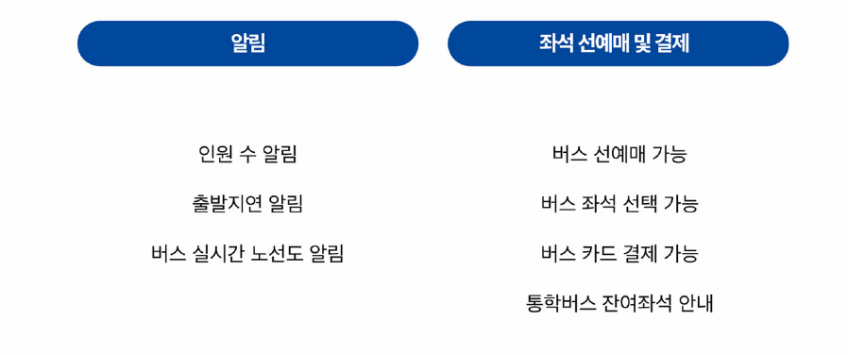 알림
인원 수 알림
출발지연 알림
버스 실시간 노선도 알림
좌석 선예매 및 결제
버스 선예매 가능
버스 좌석 선택 가능
버스 카드 결제 가능
통학버스 잔여좌석 안내